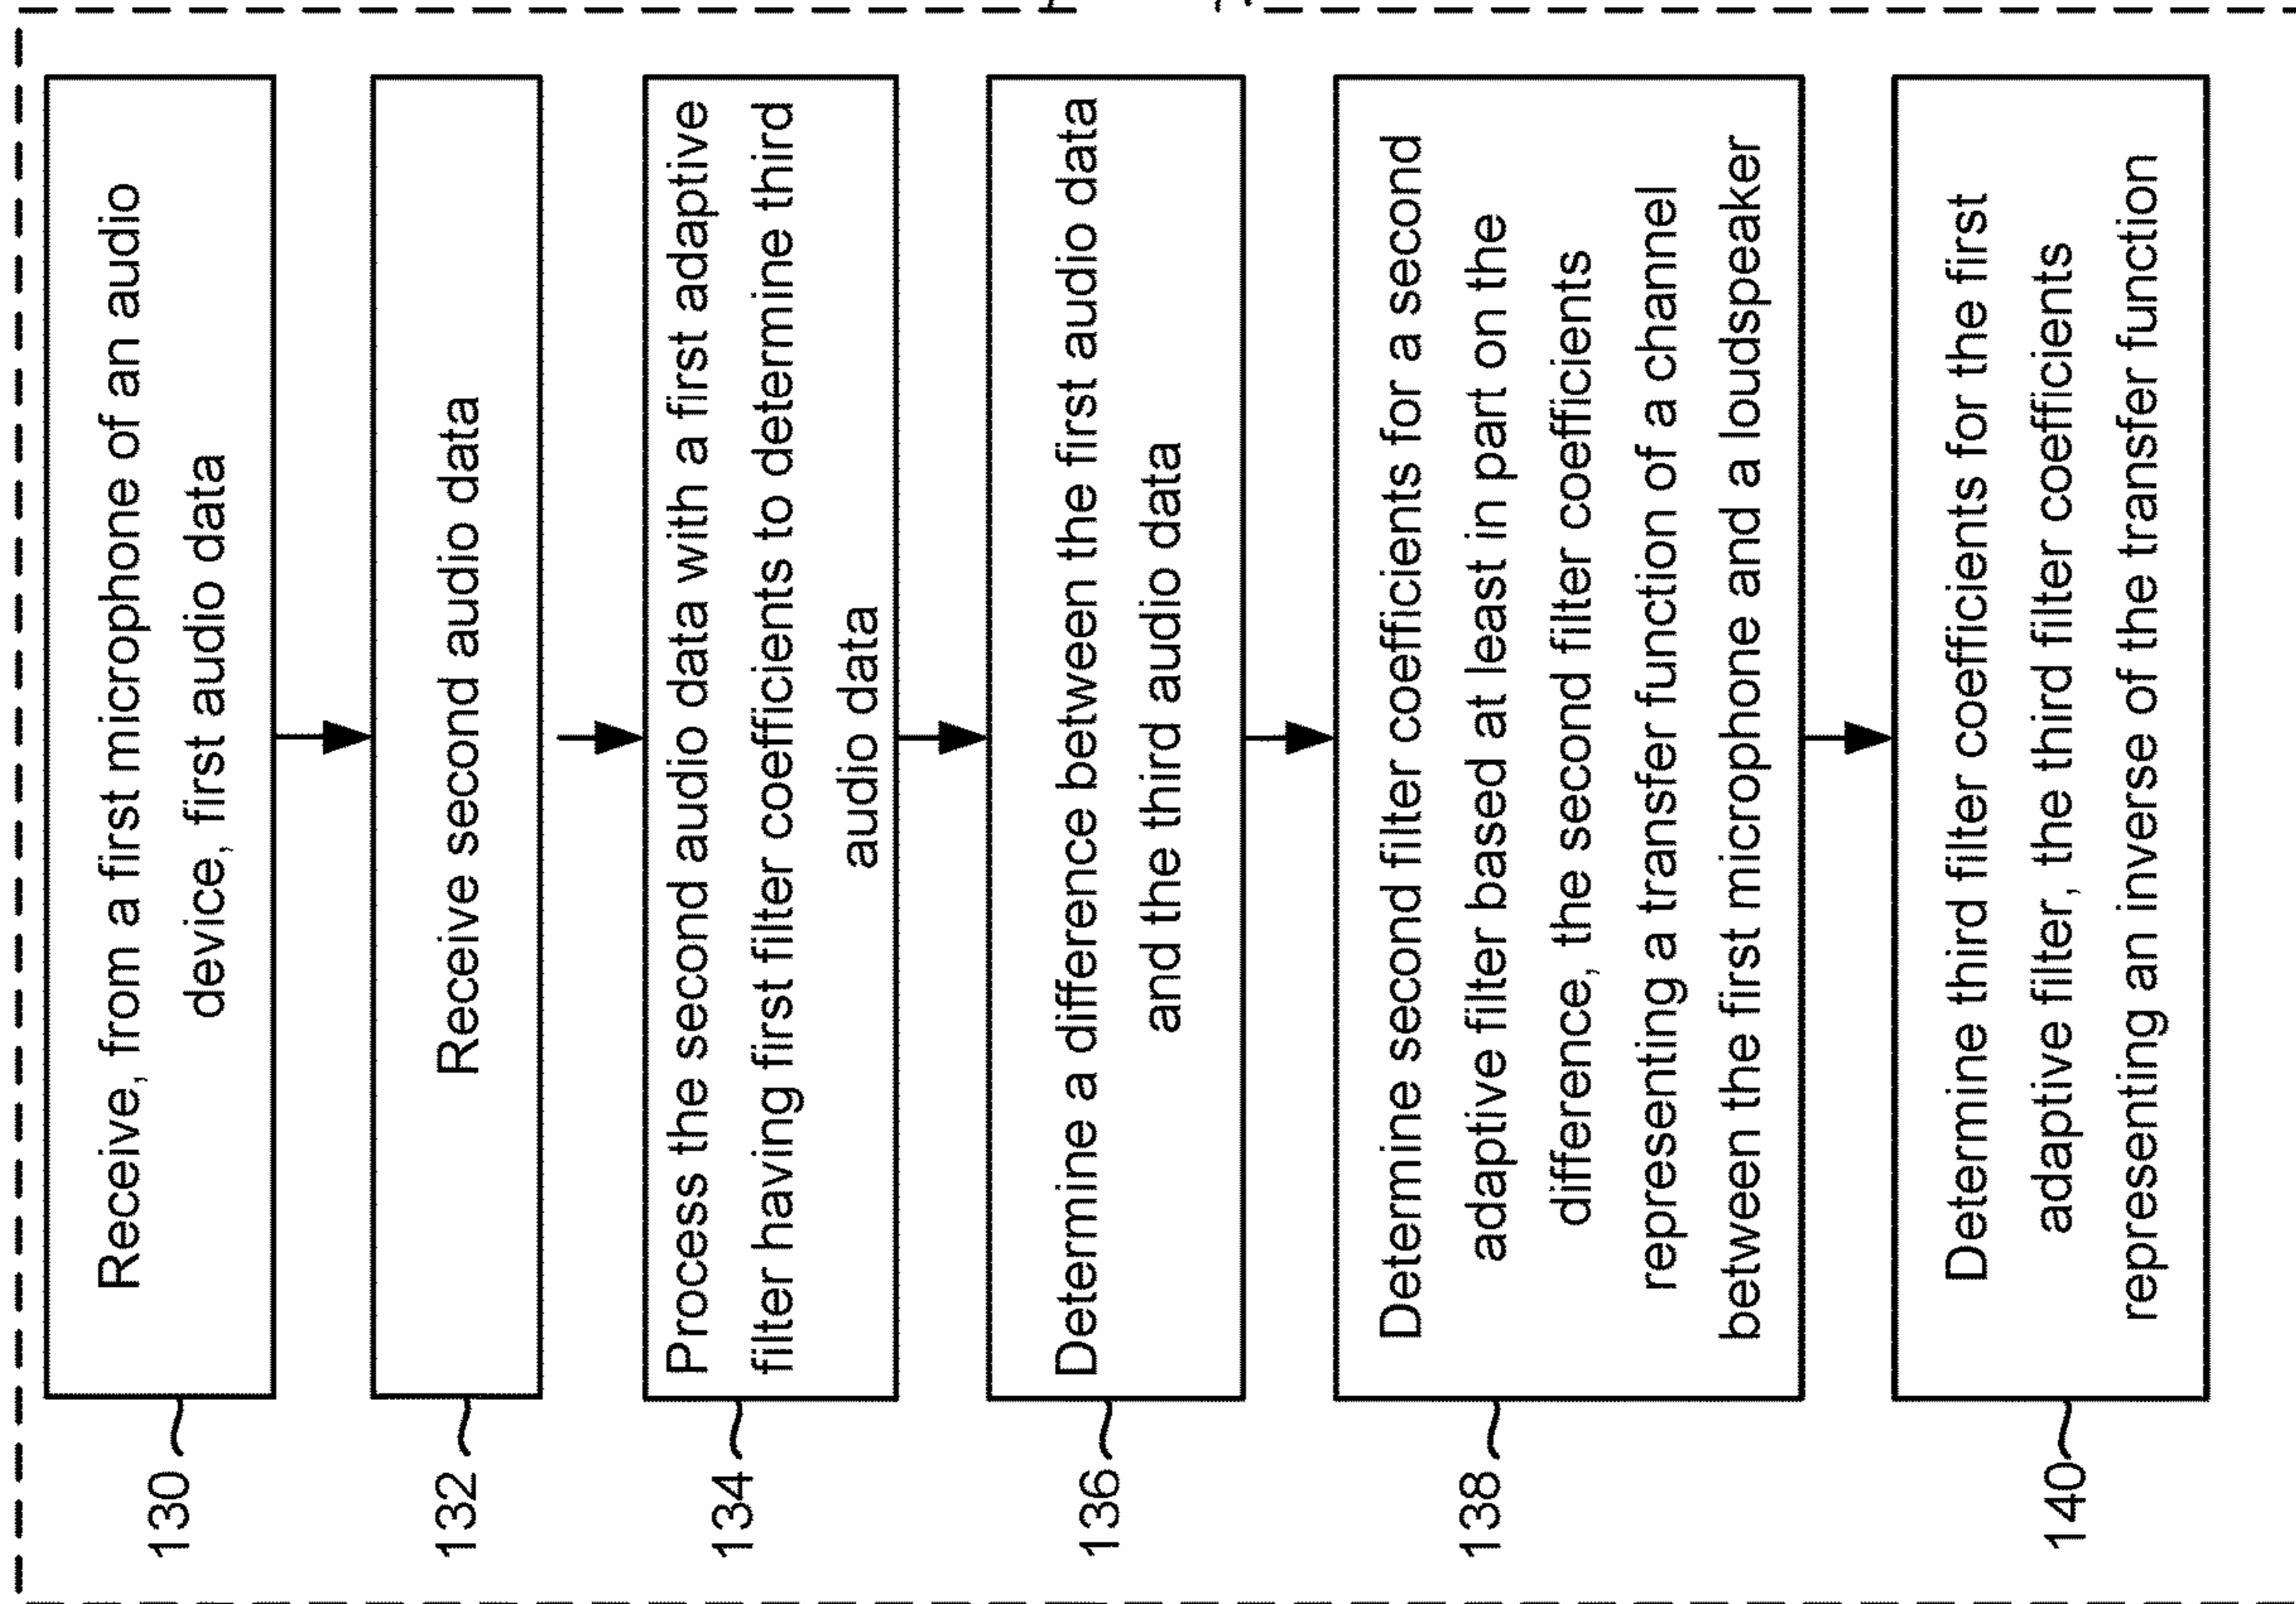 130
Receive, from a first microphone of an audio
device, first audio data
132
Receive second audio data
134
Process the second audio data with a first adaptive
filter having first filter coefficients to determine third
audio data
136
Determine a difference between the first audio data
and the third audio data
138
Determine second filter coefficients for a second
adaptive filter based at least in part on the
difference, the second filter coefficients
representing a transfer function of a channel
between the first microphone and a loudspeaker
140
Determine third filter coefficients for the first
adaptive filter, the third filter coefficients
representing an inverse of the transfer function